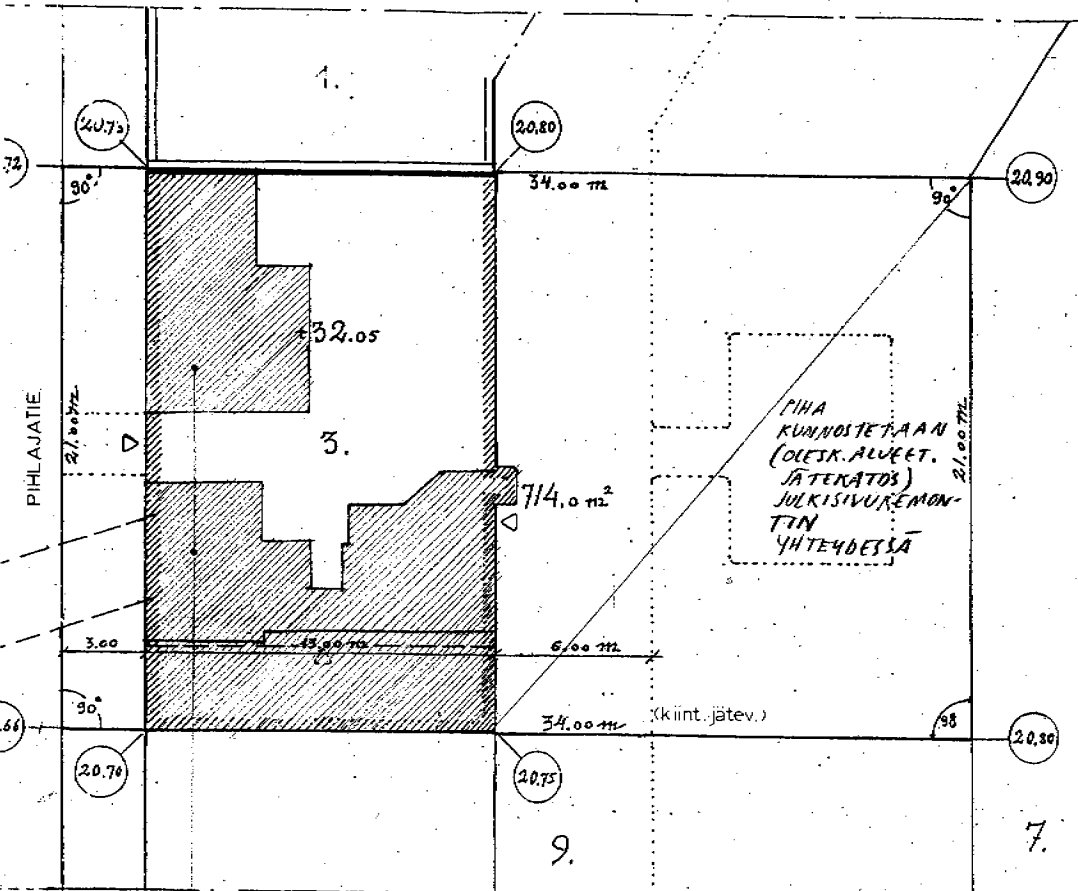 1.
20.75
20.80
72
90°
34.00 m
90°
20.90
+32.05
PIHLAJATIE
21.00 m
3.
714.0 m²
21.00 m
PIHA
KUNNOSTETAAN
(OLESK.ALUEET.
JÄTEKATOS)
JULKISIVUREMON-
TIN
YHTEYDESSÄ
3.00
13.00 m
6.00 m
90°
.66
34.00 m
(kiint. jätev.)
98
20.80
20.70
20.75
9.
7.